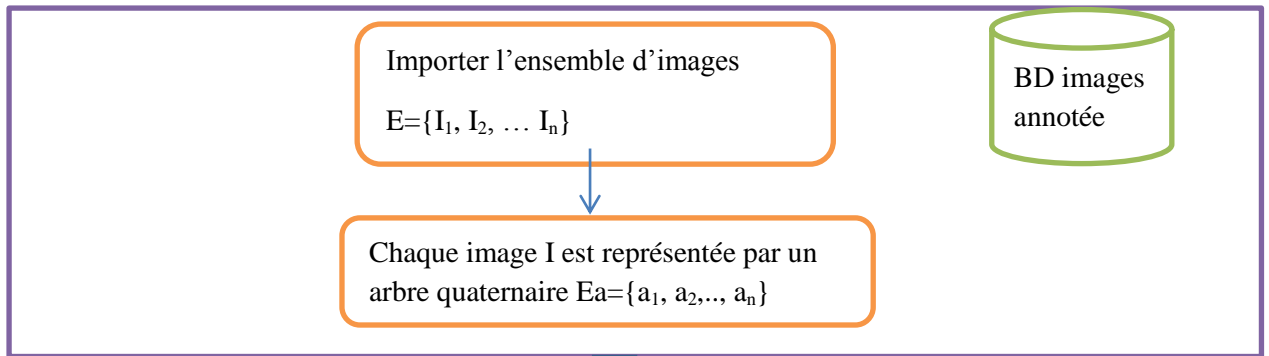 Importer l’ensemble d’images
E={I₁, I₂, … Iₙ}
BD images
annotée
Chaque image I est représentée par un
arbre quaternaire Ea={a₁, a₂,.., aₙ}